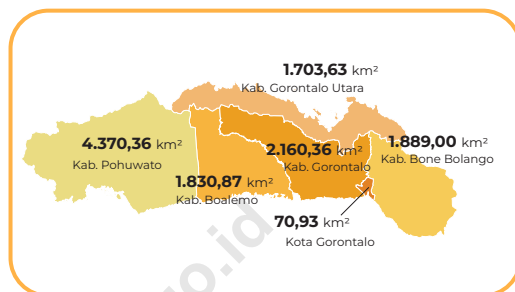 1.703,63 km²
Kab. Gorontalo Utara
4.370,36 km²
Kab. Pohuwato
2.160,36 km²
Kab. Gorontalo
1.889,00 km²
Kab. Bone Bolango
1.830,87 km²
Kab. Boalemo
70,93 km²
Kota Gorontalo
o.id